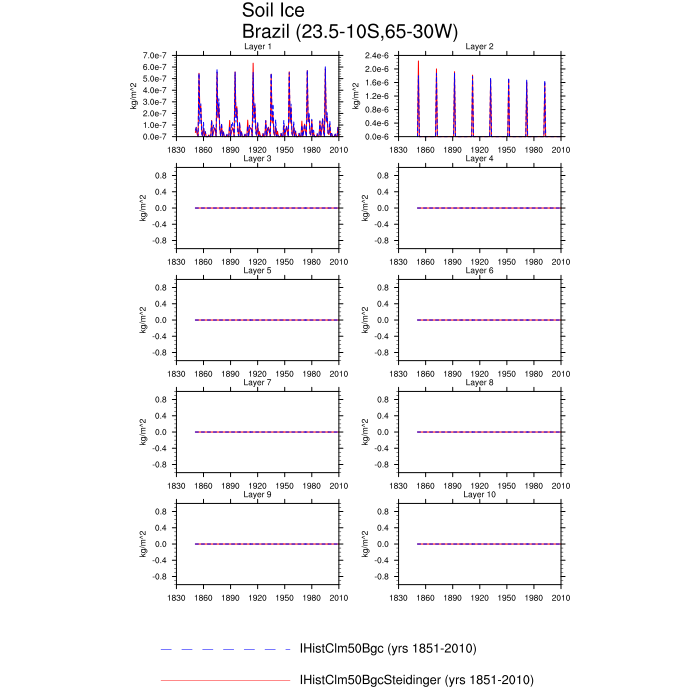 Soil Ice
Brazil (23.5-10S,65-30W)
Layer 1
Layer 2
7.0e-7
6.0e-7
5.0e-7
4.0e-7
3.0e-7
2.0e-7
1.0e-7
0.0e-7
kg/m^2
1830 1860 1890 1920 1950 1980 2010
2.4e-6
2.0e-6
1.6e-6
1.2e-6
8.0e-6
4.0e-6
0.0e-6
kg/m^2
1830 1860 1890 1920 1950 1980 2010
Layer 3
Layer 4
0.8
0.4
0.0
-0.4
-0.8
kg/m^2
1830 1860 1890 1920 1950 1980 2010
0.8
0.4
0.0
-0.4
-0.8
kg/m^2
1830 1860 1890 1920 1950 1980 2010
Layer 5
Layer 6
0.8
0.4
0.0
-0.4
-0.8
kg/m^2
1830 1860 1890 1920 1950 1980 2010
0.8
0.4
0.0
-0.4
-0.8
kg/m^2
1830 1860 1890 1920 1950 1980 2010
Layer 7
Layer 8
0.8
0.4
0.0
-0.4
-0.8
kg/m^2
1830 1860 1890 1920 1950 1980 2010
0.8
0.4
0.0
-0.4
-0.8
kg/m^2
1830 1860 1890 1920 1950 1980 2010
Layer 9
Layer 10
0.8
0.4
0.0
-0.4
-0.8
kg/m^2
1830 1860 1890 1920 1950 1980 2010
0.8
0.4
0.0
-0.4
-0.8
kg/m^2
1830 1860 1890 1920 1950 1980 2010
IHistClm50Bgc (yrs 1851-2010)
IHistClm50BgcSteidinger (yrs 1851-2010)